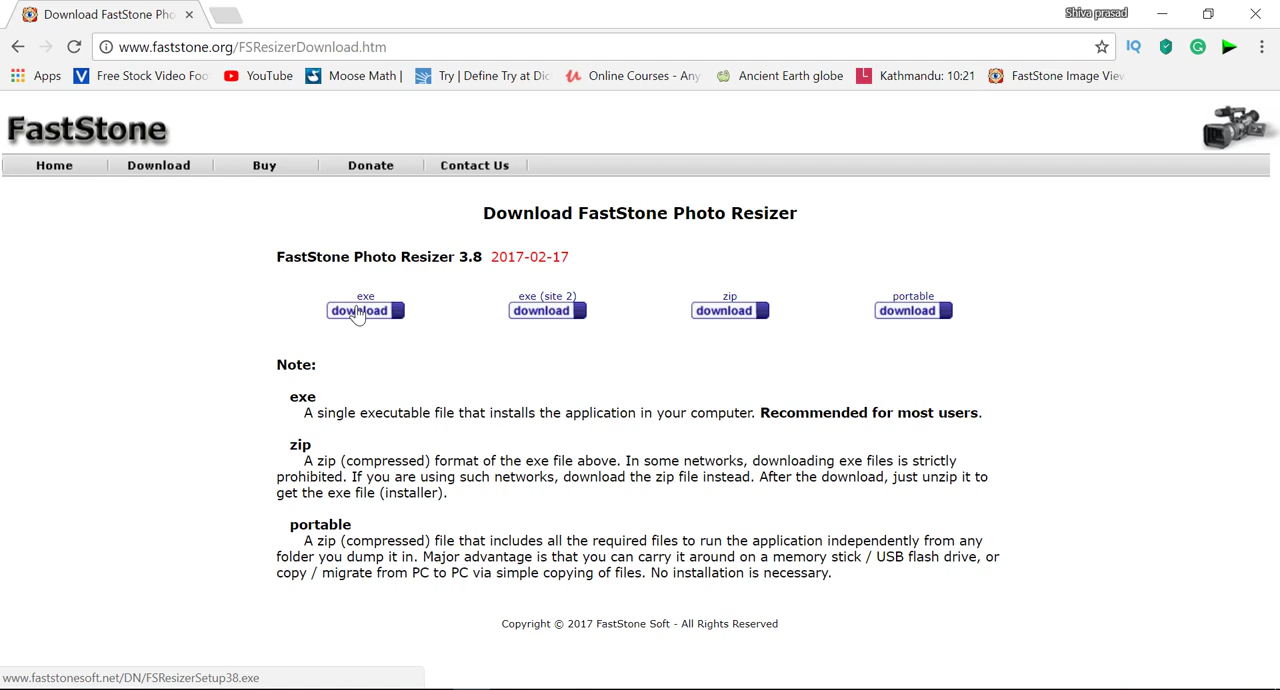 Download FastStone Pho
Shiva prasad
www.faststone.org/FSResizerDownload.htm
IQ
G
Apps
V Free Stock Video Foo
YouTube
Moose Math |
Try | Define Try at Dic
Online Courses - Any
Ancient Earth globe
L Kathmandu: 10:21
FastStone Image View
FastStone
Home
Download
Buy
Donate
Contact Us
Download FastStone Photo Resizer
FastStone Photo Resizer 3.8 2017-02-17
exe
exe (site 2)
zip
portable
download
download
download
download
Note:
exe
A single executable file that installs the application in your computer. Recommended for most users.
zip
A zip (compressed) format of the exe file above. In some networks, downloading exe files is strictly
prohibited. If you are using such networks, download the zip file instead. After the download, just unzip it to
get the exe file (installer).
portable
A zip (compressed) file that includes all the required files to run the application independently from any
folder you dump it in. Major advantage is that you can carry it around on a memory stick / USB flash drive, or
copy / migrate from PC to PC via simple copying of files. No installation is necessary.
Copyright © 2017 FastStone Soft - All Rights Reserved
www.faststonesoft.net/DN/FSResizerSetup38.exe